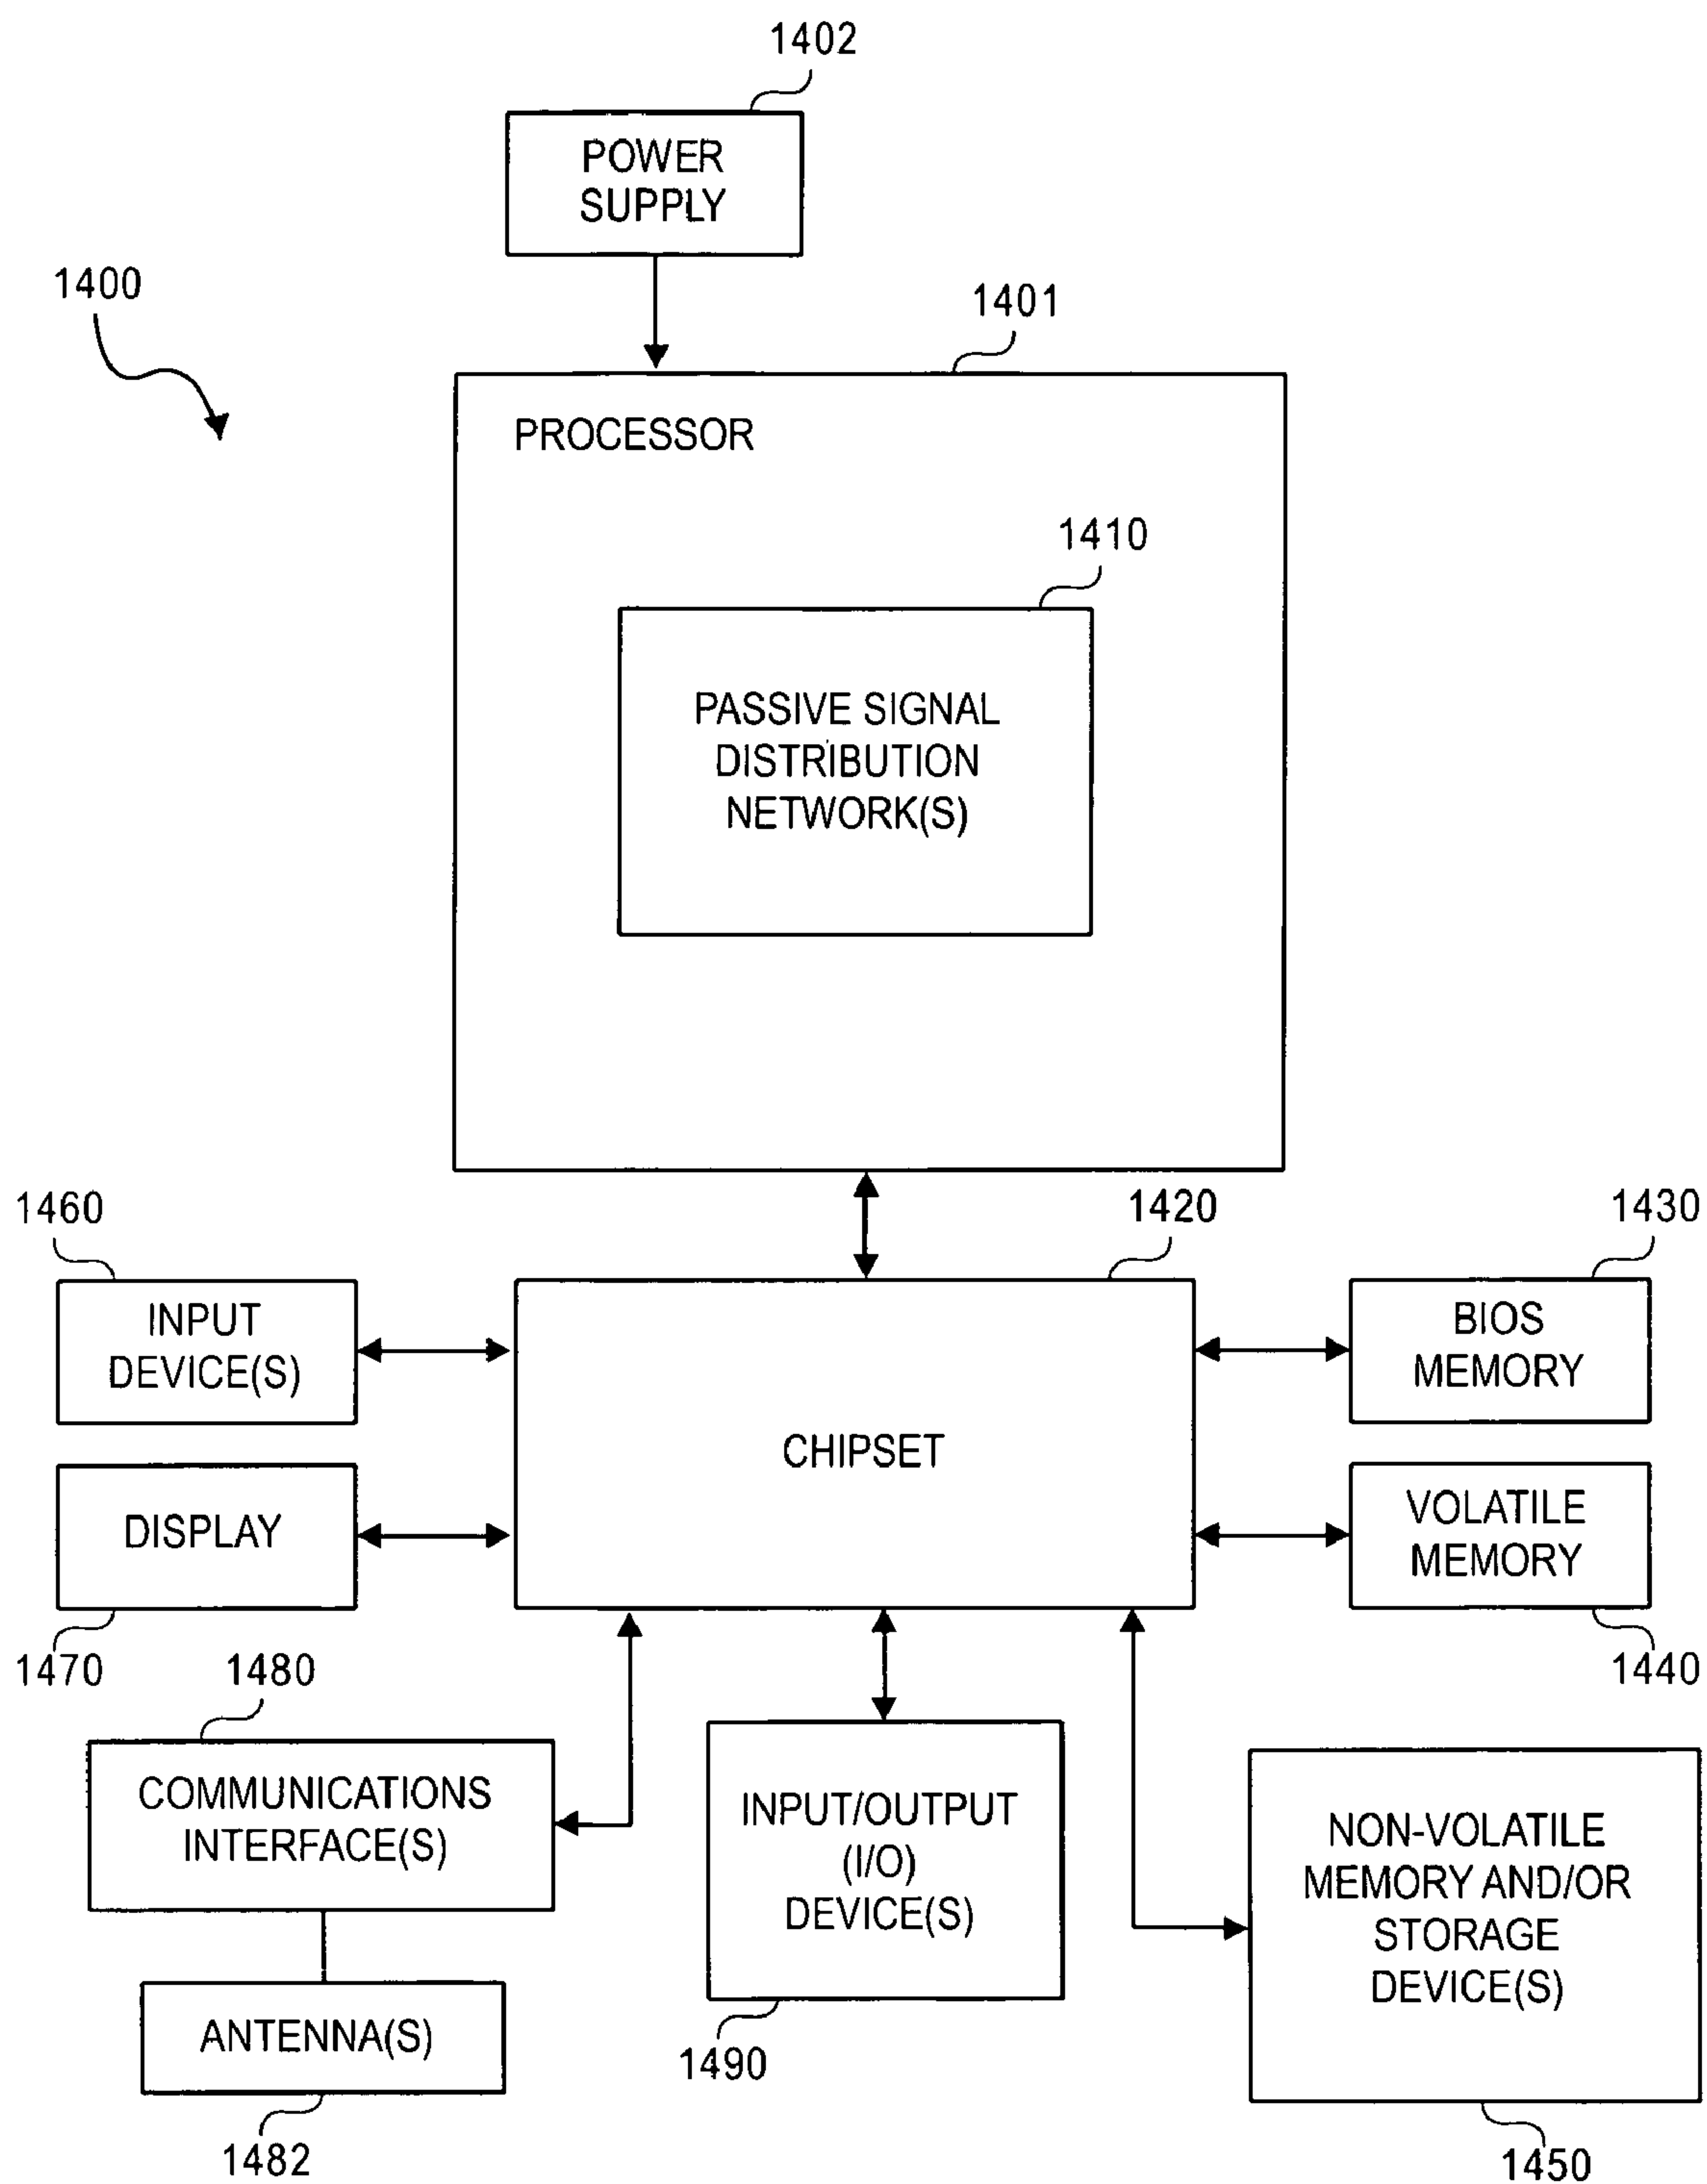 1402
POWER
SUPPLY
1400
1401
PROCESSOR
1410
PASSIVE SIGNAL
DISTRIBUTION
NETWORK(S)
1460
1420
1430
INPUT
DEVICE(S)
BIOS
MEMORY
CHIPSET
DISPLAY
VOLATILE
MEMORY
1470
1480
1440
COMMUNICATIONS
INTERFACE(S)
INPUT/OUTPUT
(I/O)
DEVICE(S)
NON-VOLATILE
MEMORY AND/OR
STORAGE
DEVICE(S)
ANTENNA(S)
1490
1482
1450